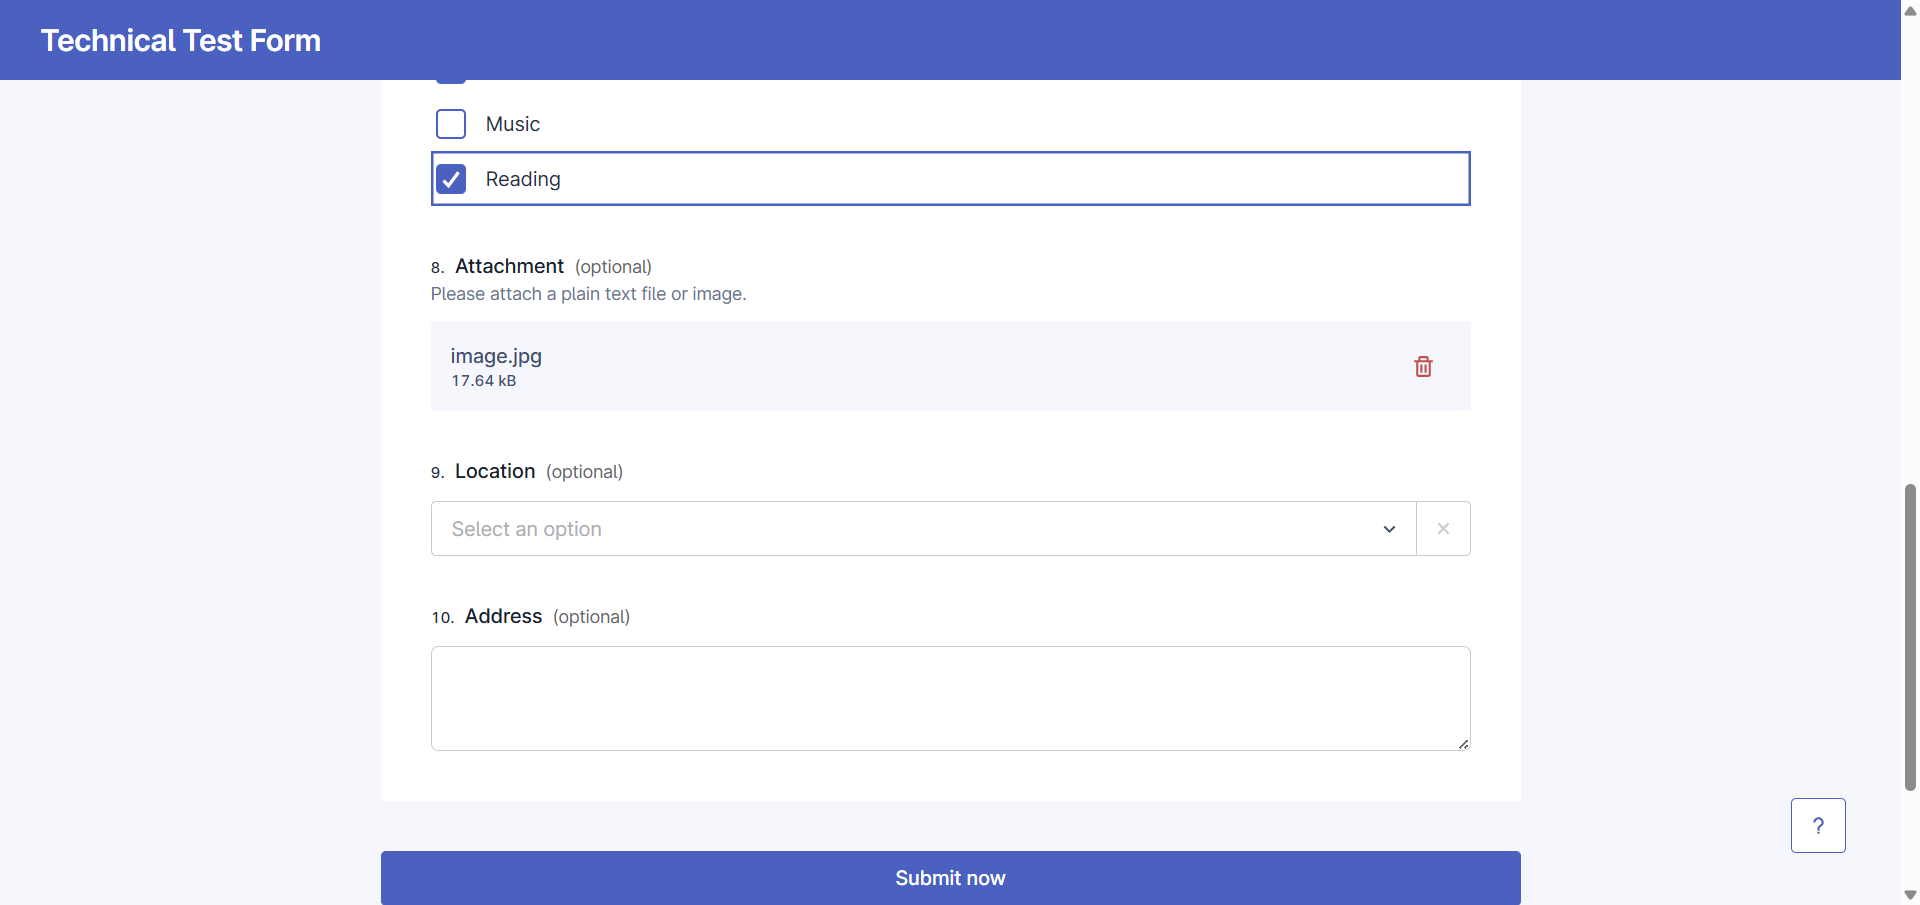 Technical Test Form
Music
Reading
8. Attachment (optional)
Please attach a plain text file or image.
image.jpg
17.64 kB
9. Location (optional)
Select an option
10. Address (optional)
?
Submit now